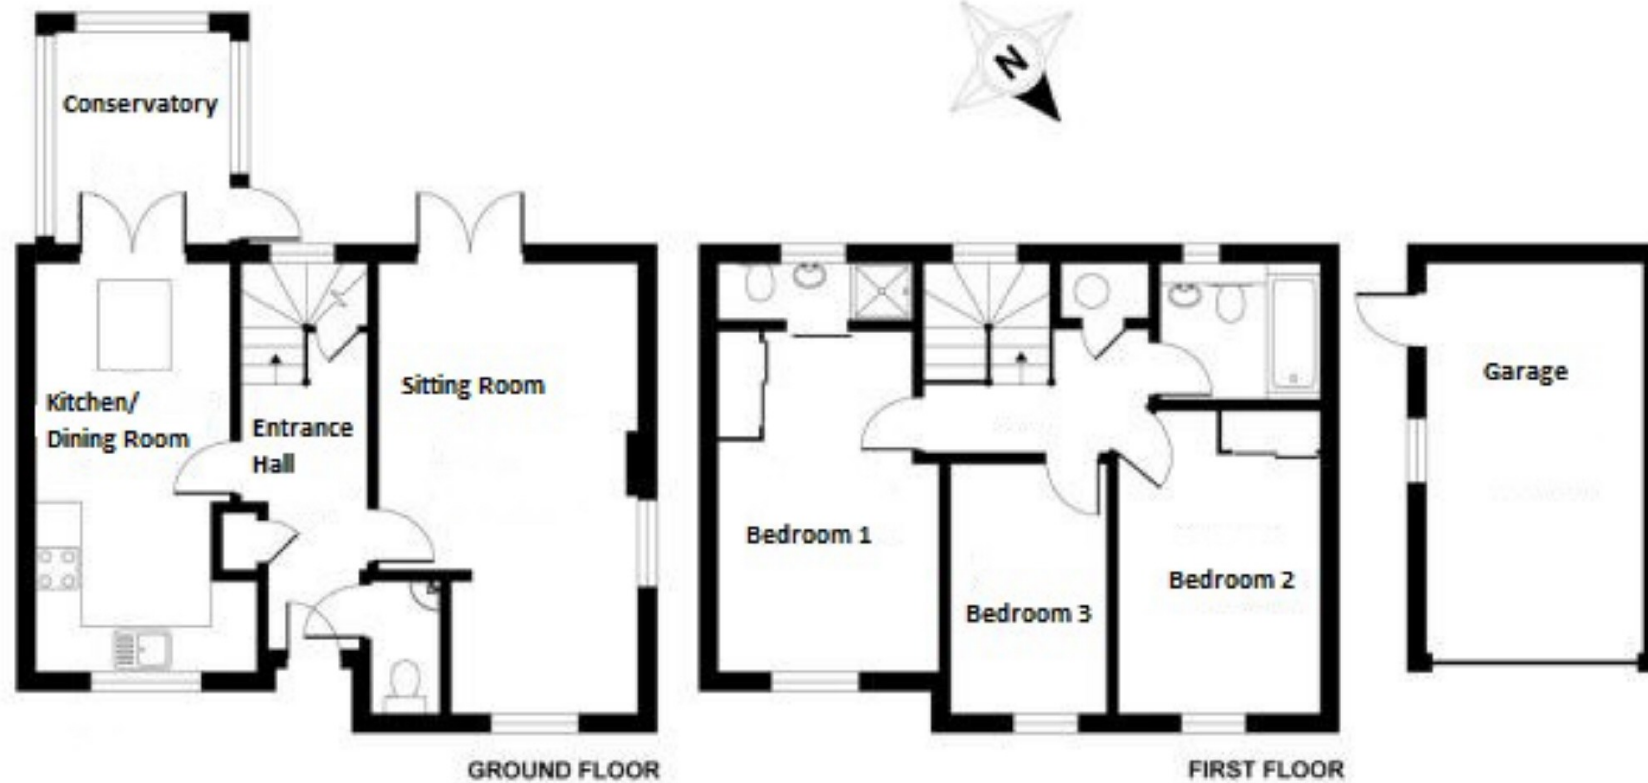 N
Conservatory
Kitchen/
Dining Room
Entrance
Hall
Sitting Room
Bedroom 1
Bedroom 3
Bedroom 2
Garage
GROUND FLOOR
FIRST FLOOR